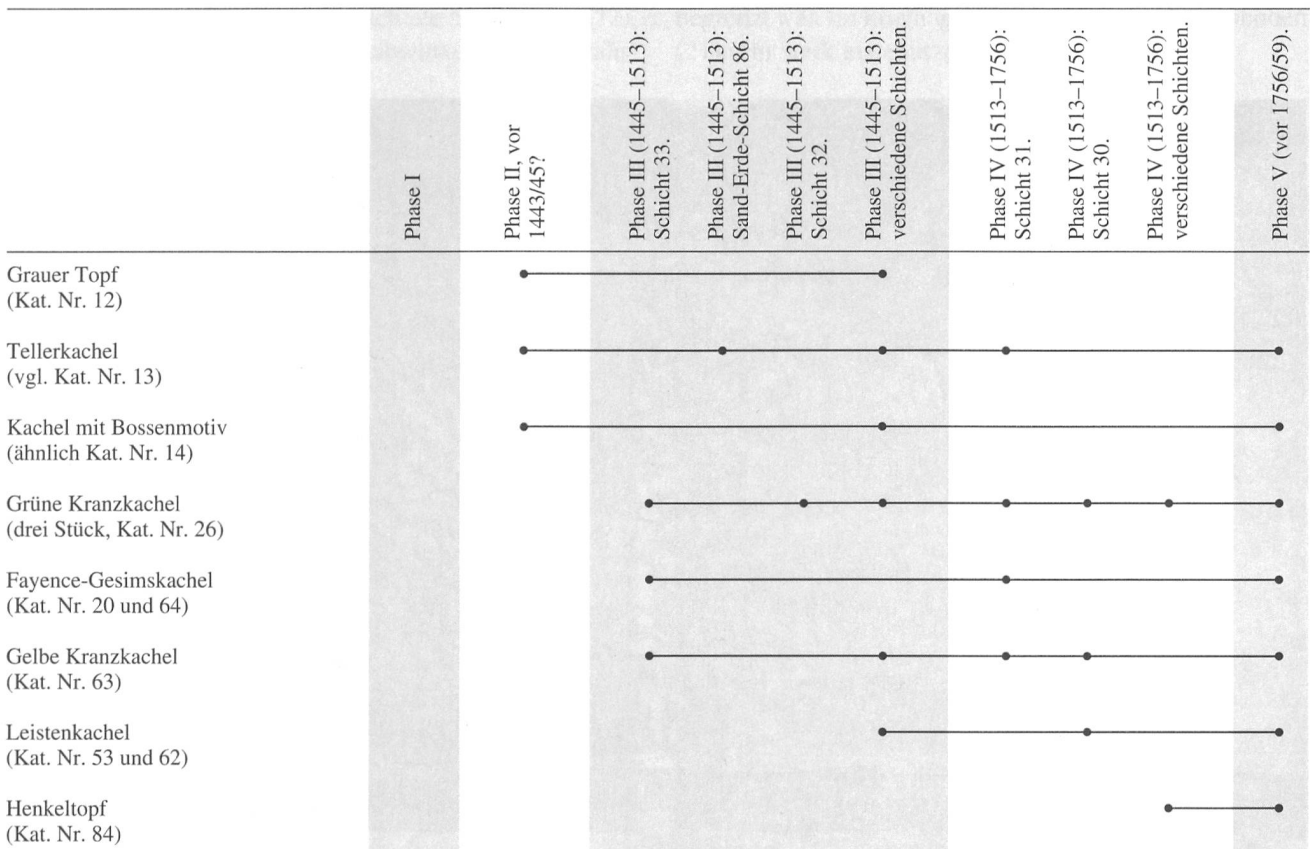 Phase I
Phase II, vor
1443/45?
Phase III (1445–1513):
Schicht 33.
Phase III (1445–1513):
Sand-Erde-Schicht 86.
Phase III (1445–1513):
Schicht 32.
Phase III (1445–1513):
verschiedene Schichten.
Phase IV (1513–1756):
Schicht 31.
Phase IV (1513–1756):
Schicht 30.
Phase IV (1513–1756):
verschiedene Schichten.
Phase V (vor 1756/59).
Grauer Topf
(Kat. Nr. 12)
Tellerkachel
(vgl. Kat. Nr. 13)
Kachel mit Bossenmotiv
(ähnlich Kat. Nr. 14)
Grüne Kranzkachel
(drei Stück, Kat. Nr. 26)
Fayence-Gesimskachel
(Kat. Nr. 20 und 64)
Gelbe Kranzkachel
(Kat. Nr. 63)
Leistenkachel
(Kat. Nr. 53 und 62)
Henkeltopf
(Kat. Nr. 84)